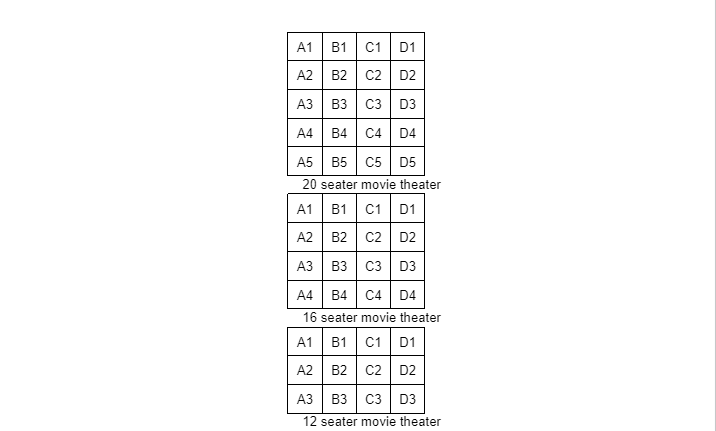 A1 B1 C1 D1
A2 B2 C2 D2
A3 B3 C3 D3
A4 B4 C4 D4
A5 B5 C5 D5
20 seater movie theater
A1 B1 C1 D1
A2 B2 C2 D2
A3 B3 C3 D3
A4 B4 C4 D4
16 seater movie theater
A1 B1 C1 D1
A2 B2 C2 D2
A3 B3 C3 D3
12 seater movie theater